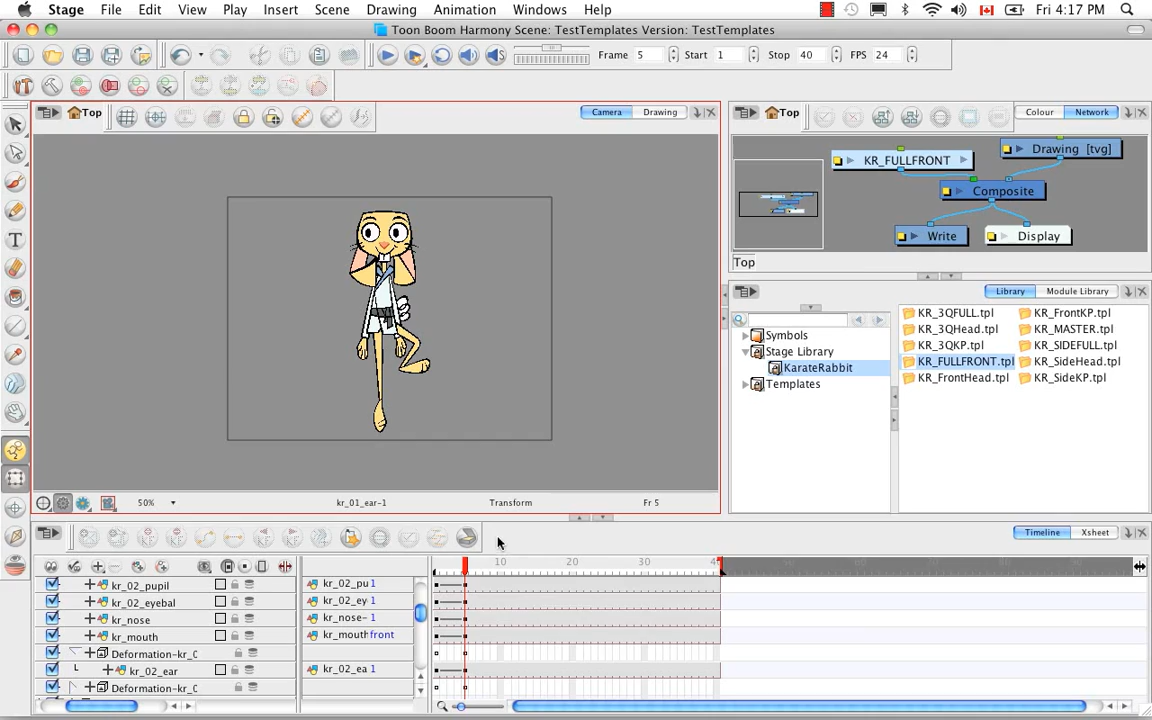 Stage File Edit View Play Insert Scene Drawing Animation Windows Help Fri 4:17 PM
Toon Boom Harmony Scene: TestTemplates Version: TestTemplates
Frame 5 Start 1 Stop 40 FPS 24
Top Camera Drawing
Top Colour Network
KR_FULLFRONT
Drawing [tvg]
Composite
Write
Display
Top
Library Module Library
Symbols
Stage Library
KarateRabbit
Templates
KR_3QFULL.tpl
KR_3QHead.tpl
KR_3QKP.tpl
KR_FULLFRONT.tpl
KR_FrontHead.tpl
KR_FrontKP.tpl
KR_MASTER.tpl
KR_SIDEFULL.tpl
KR_SideHead.tpl
KR_SideKP.tpl
50% kr_01_ear-1 Transform Fr 5
Timeline Xsheet
10 20 30
kr_02_pupil kr_02_pu 1
kr_02_eyebal kr_02_ey 1
kr_nose kr_nose- 1
kr_mouth kr_mouth front
Deformation-kr_0
kr_02_ear kr_02_ea 1
Deformation-kr_0